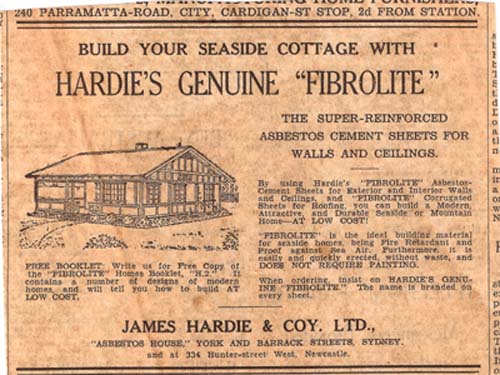 MANUFACTURING HOME FURNISHERS,
240 PARRAMATTA-ROAD, CITY, CARDIGAN-ST STOP, 2d FROM STATION.
BUILD YOUR SEASIDE COTTAGE WITH
HARDIE'S GENUINE "FIBROLITE"
THE SUPER-REINFORCED
ASBESTOS CEMENT SHEETS FOR
WALLS AND CEILINGS.
By using Hardie's "FIBROLITE" Asbestos-
Cement Sheets for Exterior and Interior Walls
and Ceilings, and "FIBROLITE" Corrugated
Sheets for Roofing, you can build a Modern,
Attractive, and Durable Seaside or Mountain
Home—AT LOW COST!
"FIBROLITE" is the ideal building material
for seaside homes, being Fire Retardant and
Proof against Sea Air. Furthermore, it is
easily and quickly erected, without waste, and
DOES NOT REQUIRE PAINTING.
When ordering, insist on HARDIE'S GENU-
INE "FIBROLITE." The name is branded on
every sheet.
FREE BOOKLET: Write us for Free Copy of
the "FIBROLITE" Homes Booklet, "H.2." It
contains a number of designs of modern
homes, and will tell you how to build AT
LOW COST.
JAMES HARDIE & COY. LTD.,
"ASBESTOS HOUSE," YORK AND BARRACK STREETS, SYDNEY.
and at 334 Hunter-street West, Newcastle.